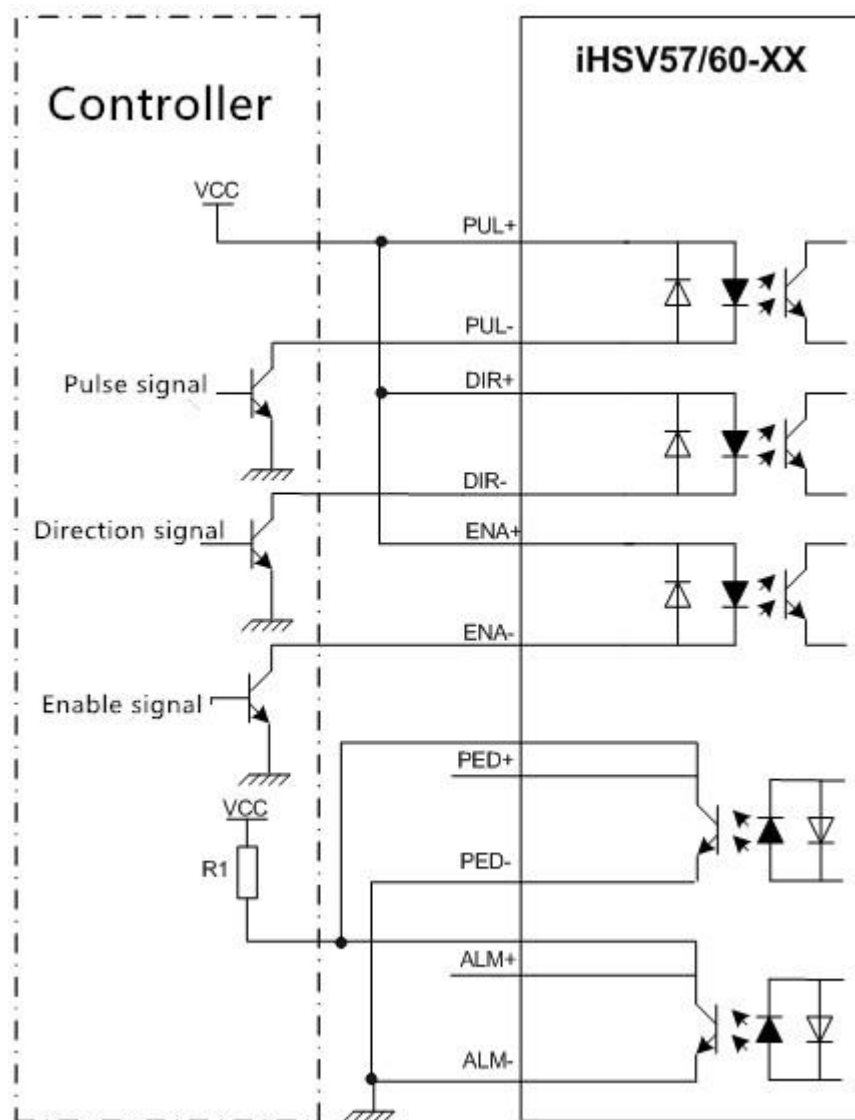 iHSV57/60-XX
Controller
VCC
PUL+
PUL-
Pulse signal
DIR+
DIR-
Direction signal
ENA+
ENA-
Enable signal
PED+
VCC
R1
PED-
ALM+
ALM-